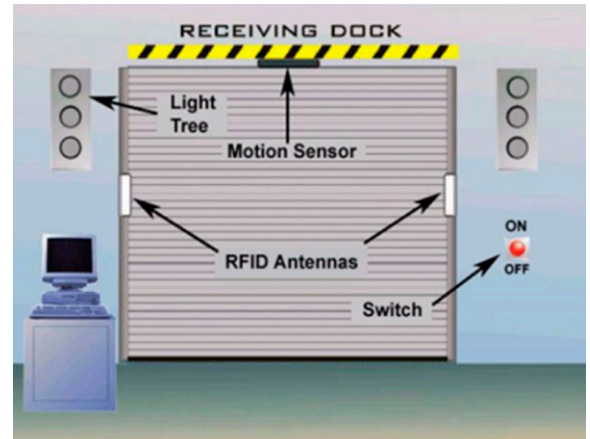 RECEIVING DOCK
Light
Tree
Motion Sensor
RFID Antennas
ON
OFF
Switch